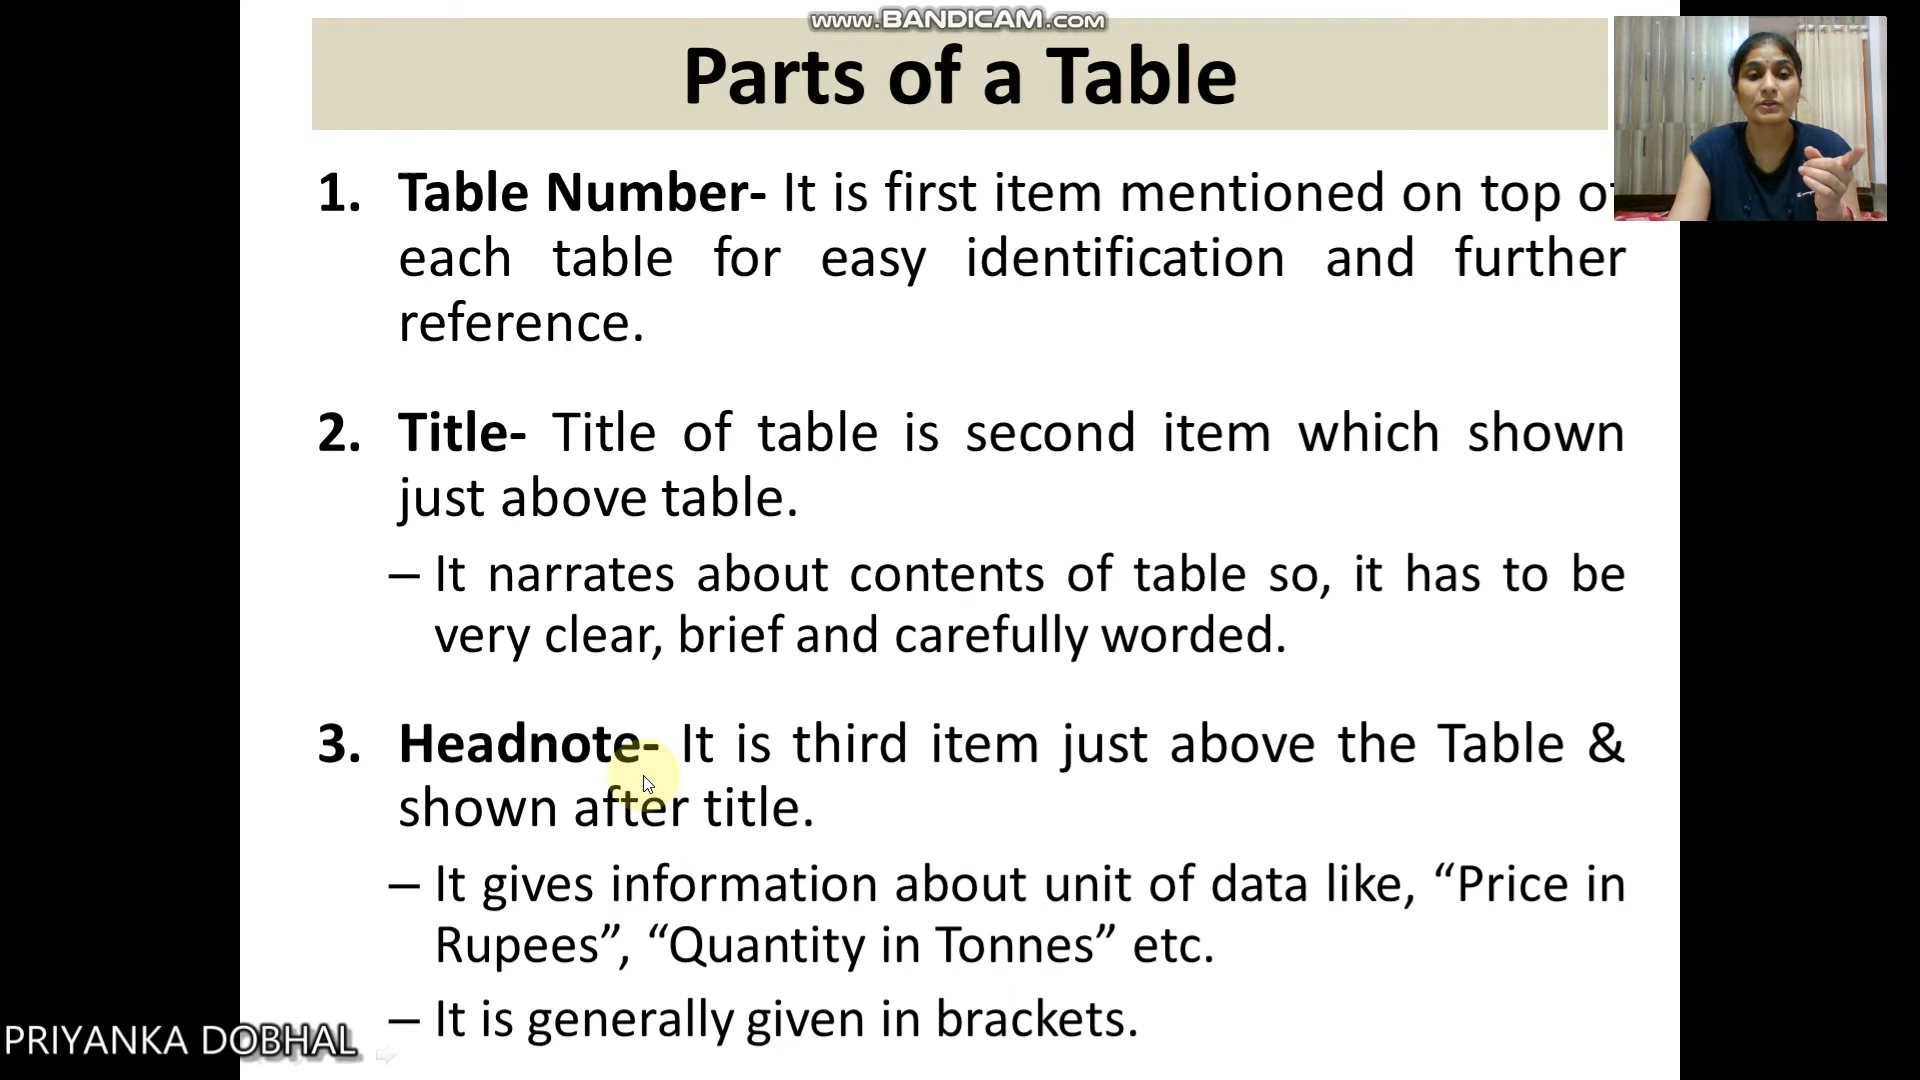 www.BANDICAM.com
Parts of a Table
1. Table Number- It is first item mentioned on top of
each table for easy identification and further
reference.
2. Title- Title of table is second item which shown
just above table.
– It narrates about contents of table so, it has to be
very clear, brief and carefully worded.
3. Headnote- It is third item just above the Table &
shown after title.
– It gives information about unit of data like, “Price in
Rupees”, “Quantity in Tonnes” etc.
– It is generally given in brackets.
PRIYANKA DOBHAL